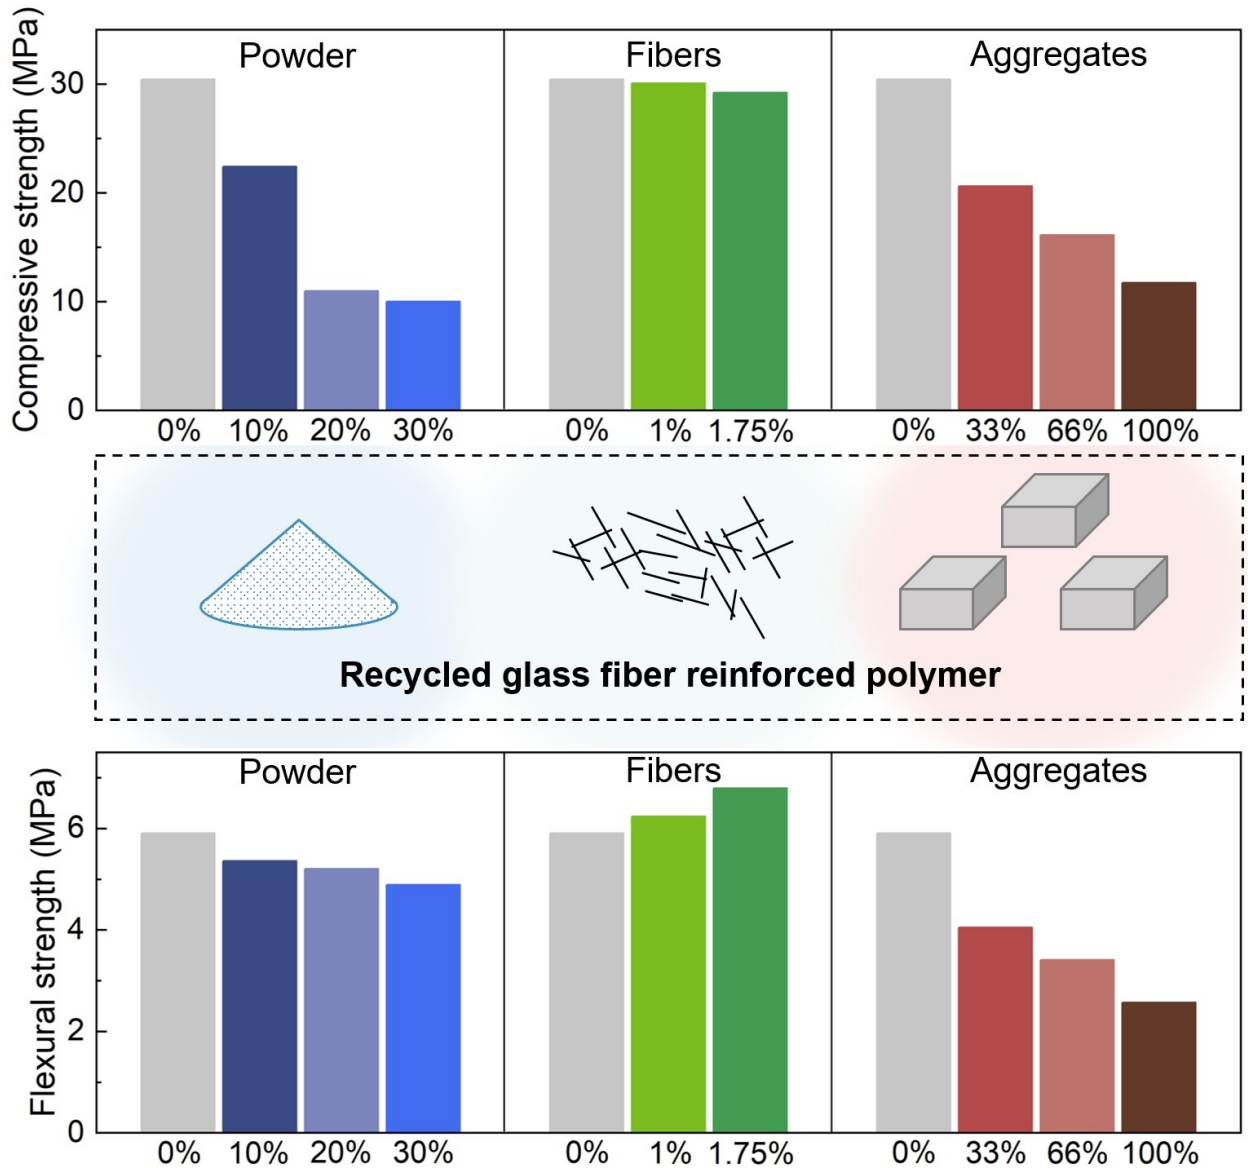 Compressive strength (MPa)
Powder
Fibers
Aggregates
30
20
10
0
0% 10% 20% 30%
0% 1% 1.75%
0% 33% 66% 100%
Recycled glass fiber reinforced polymer
Flexural strength (MPa)
Powder
Fibers
Aggregates
6
4
2
0
0% 10% 20% 30%
0% 1% 1.75%
0% 33% 66% 100%